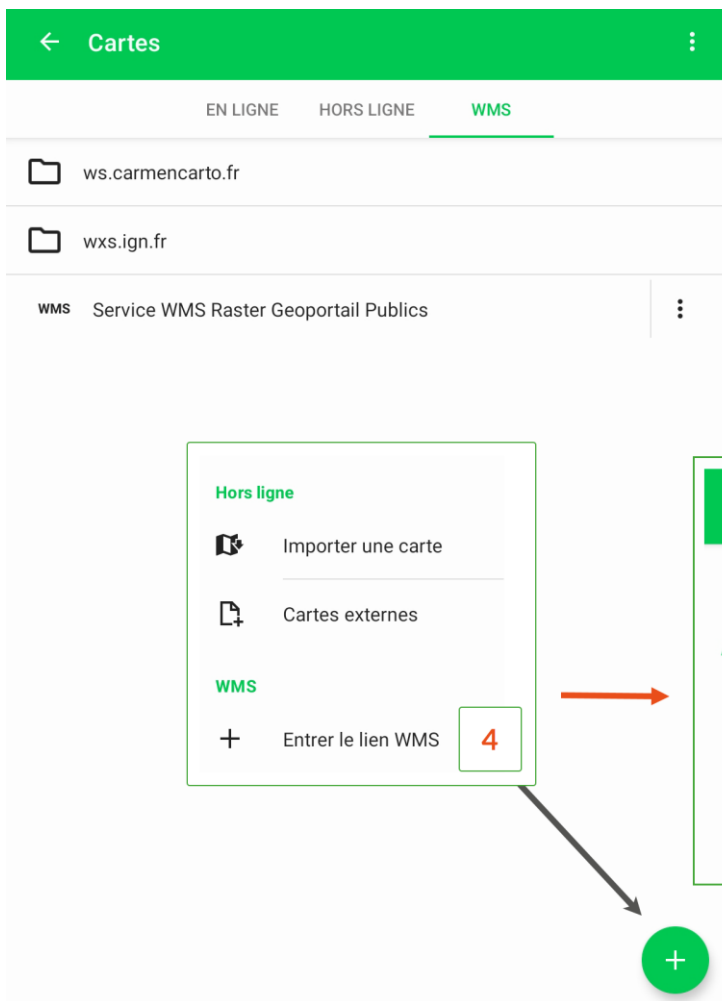 Cartes
EN LIGNE HORS LIGNE WMS
ws.carmencarto.fr
wxs.ign.fr
WMS Service WMS Raster Geoportail Publics
Hors ligne
Importer une carte
Cartes externes
WMS
Entrer le lien WMS 4